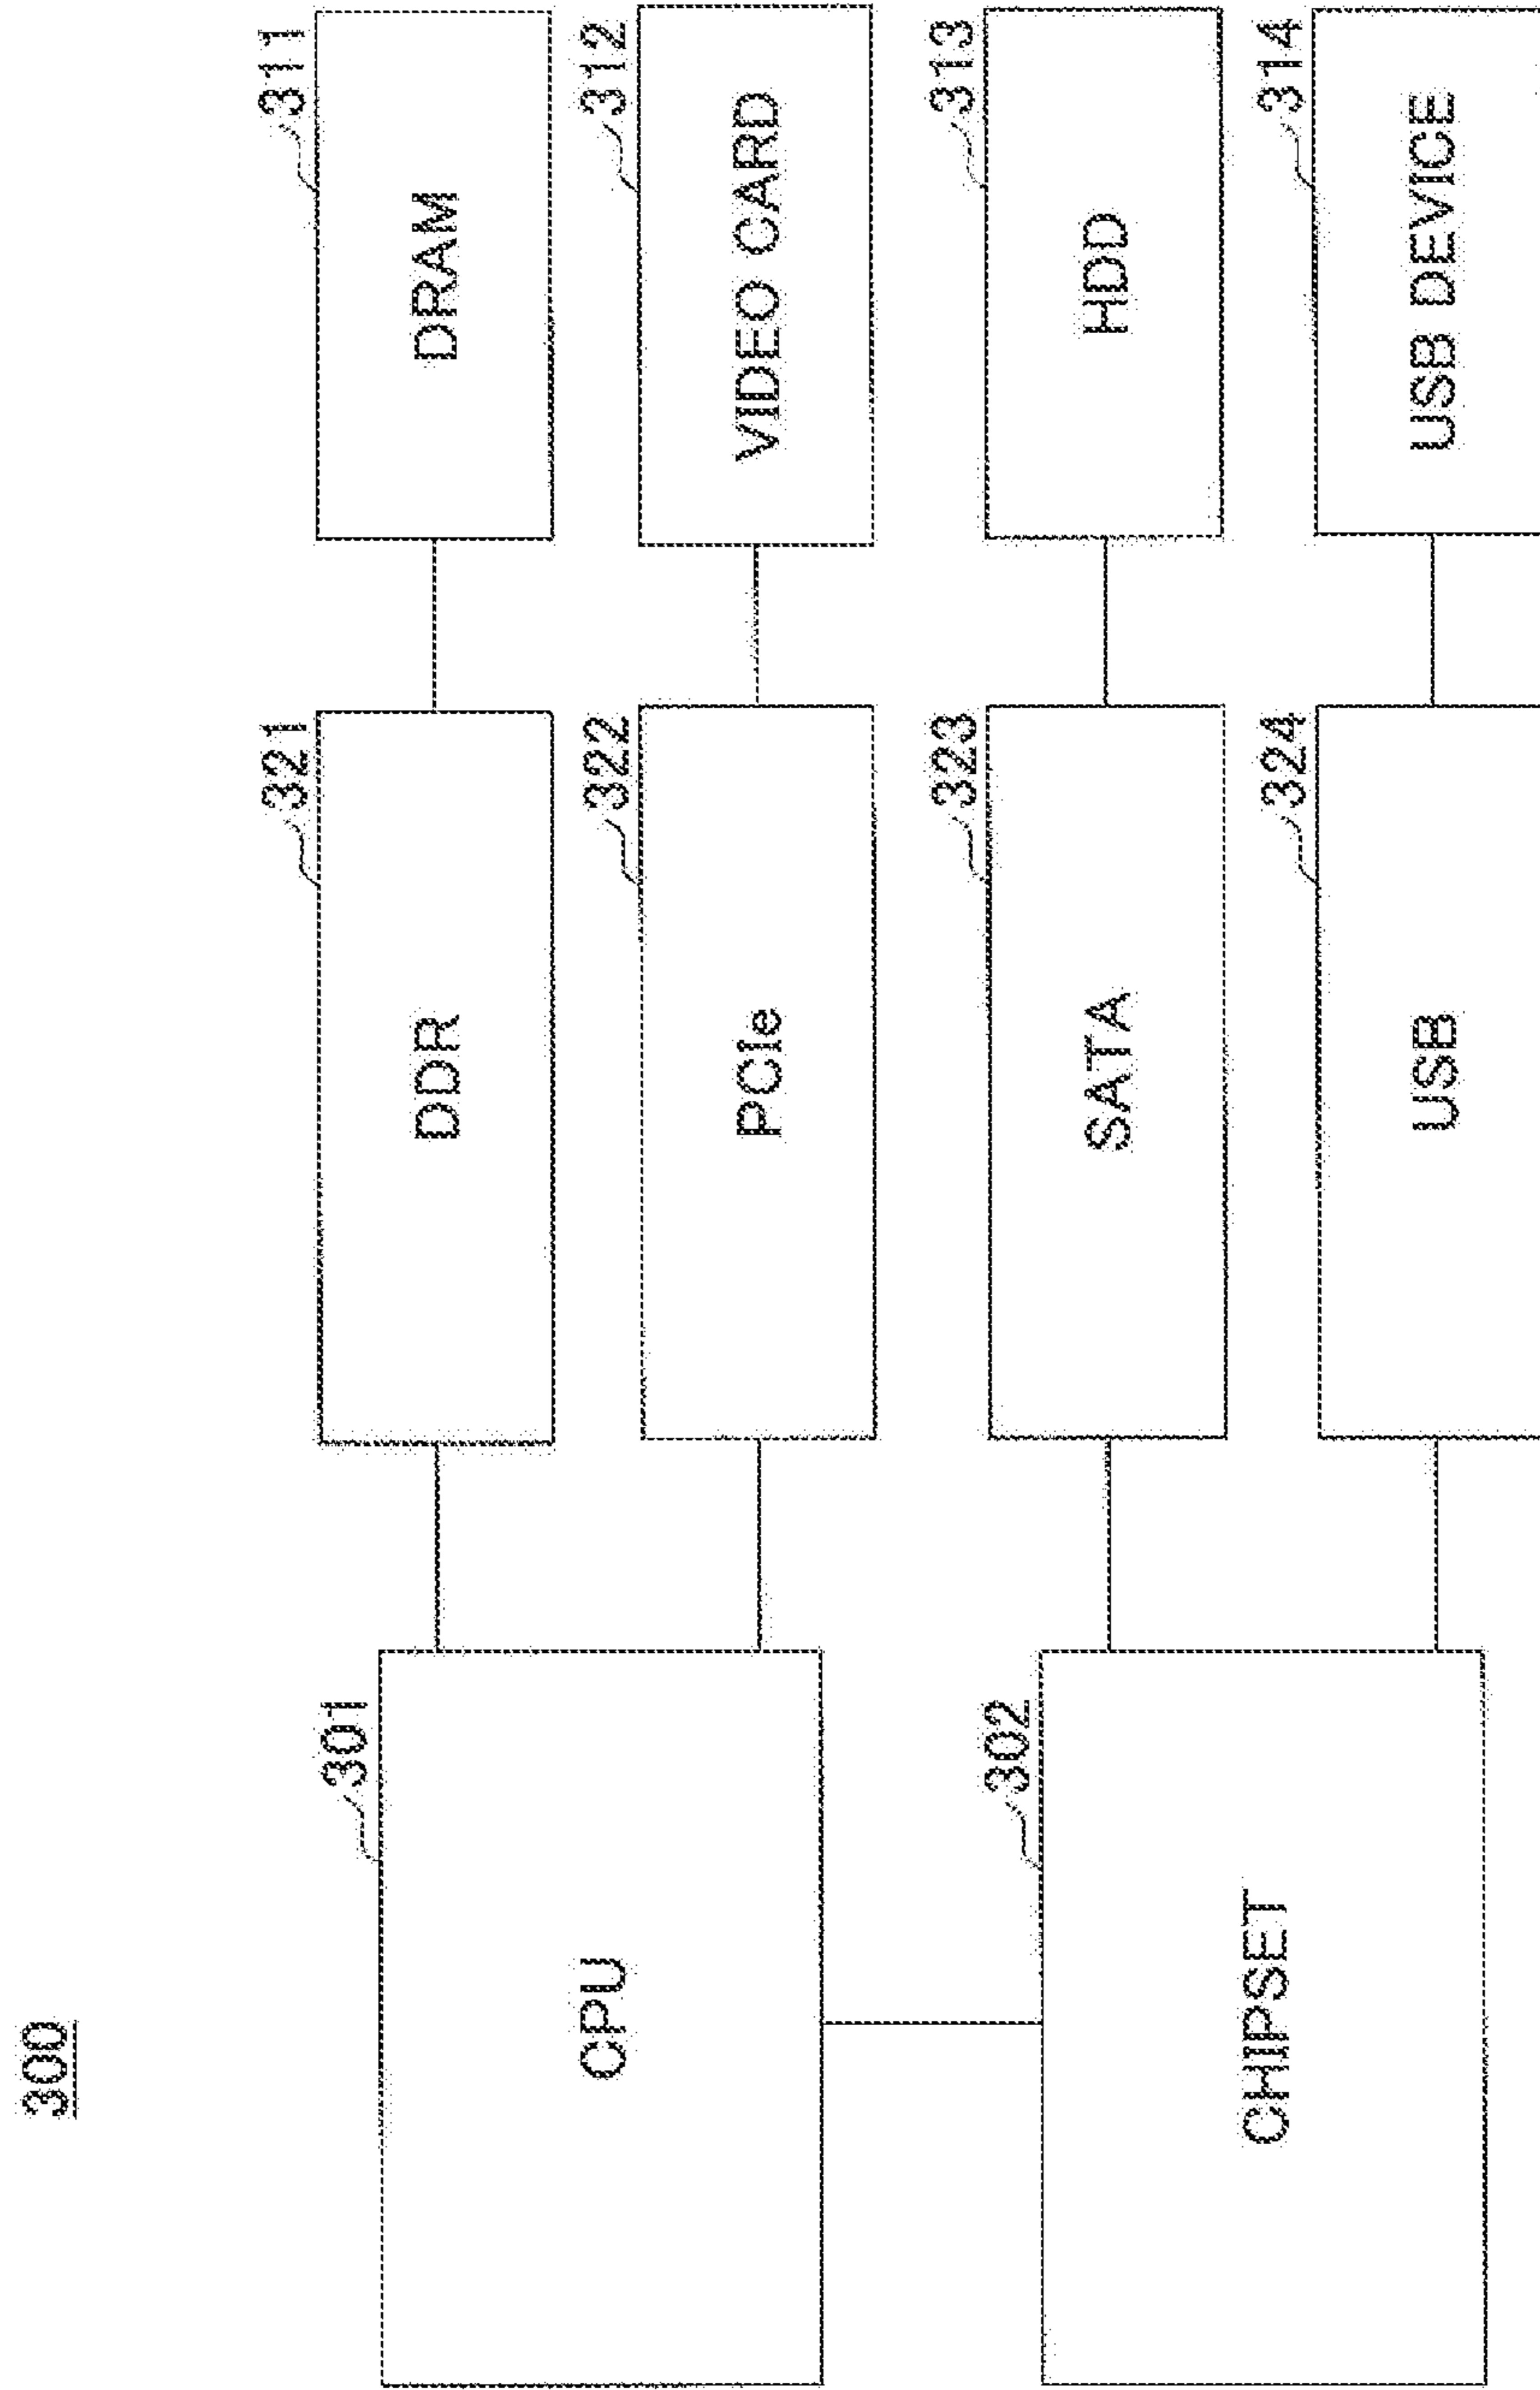 300
301
CPU
302
CHIPSET
321
DDR
322
PCIe
323
SATA
324
USB
311
DRAM
312
VIDEO CARD
313
HDD
314
USB DEVICE